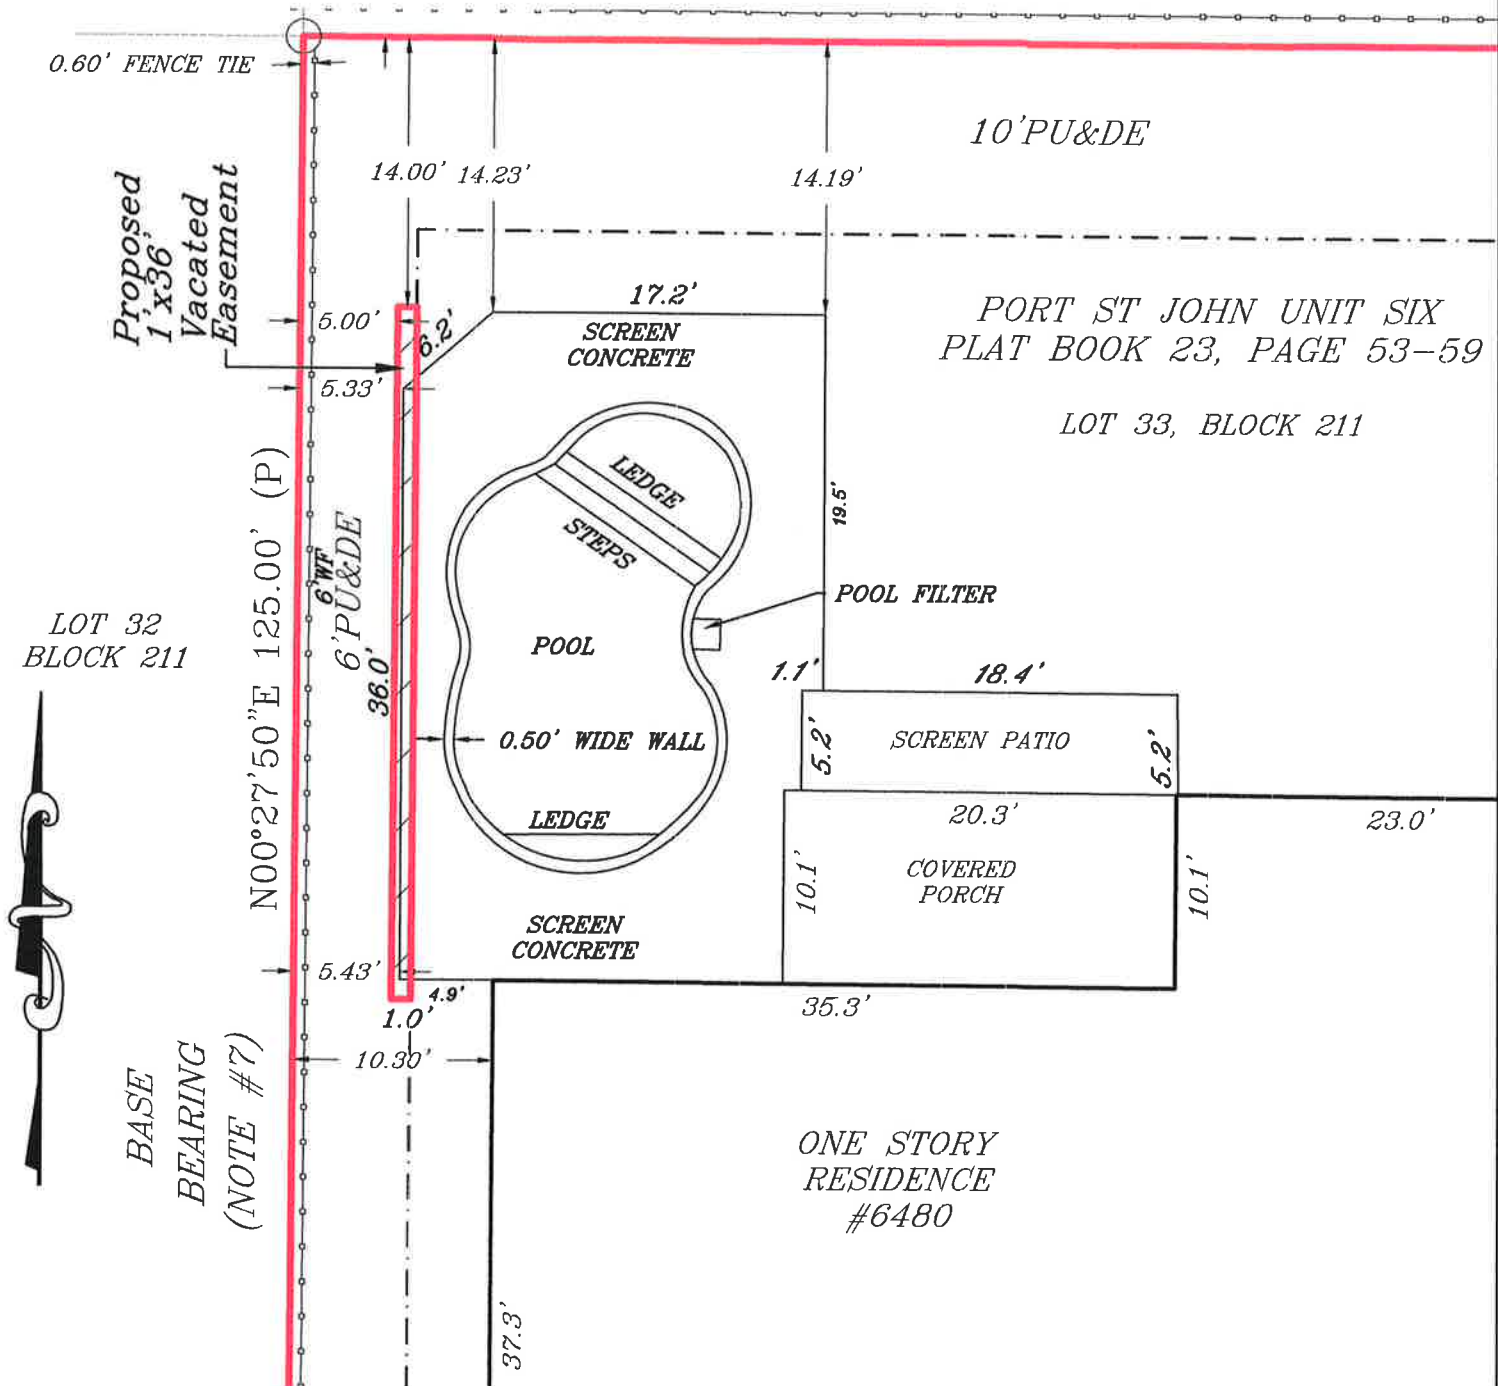 0.60' FENCE TIE
10'PU&DE
14.00'
14.23'
14.19'
Proposed
1'x36'
Vacated
Easement
5.00'
6.2'
17.2'
SCREEN
CONCRETE
PORT ST JOHN UNIT SIX
PLAT BOOK 23, PAGE 53-59
LOT 33, BLOCK 211
5.33'
N00°27'50"E 125.00' (P)
6'WF
6'PU&DE
36.0'
LEDGE
STEPS
19.5'
POOL FILTER
POOL
LOT 32
BLOCK 211
1.1'
18.4'
0.50' WIDE WALL
5.2'
SCREEN PATIO
5.2'
LEDGE
20.3'
23.0'
10.1'
COVERED
PORCH
10.1'
SCREEN
CONCRETE
5.43'
4.9'
1.0'
35.3'
10.30'
BASE
BEARING
(NOTE #7)
ONE STORY
RESIDENCE
#6480
37.3'